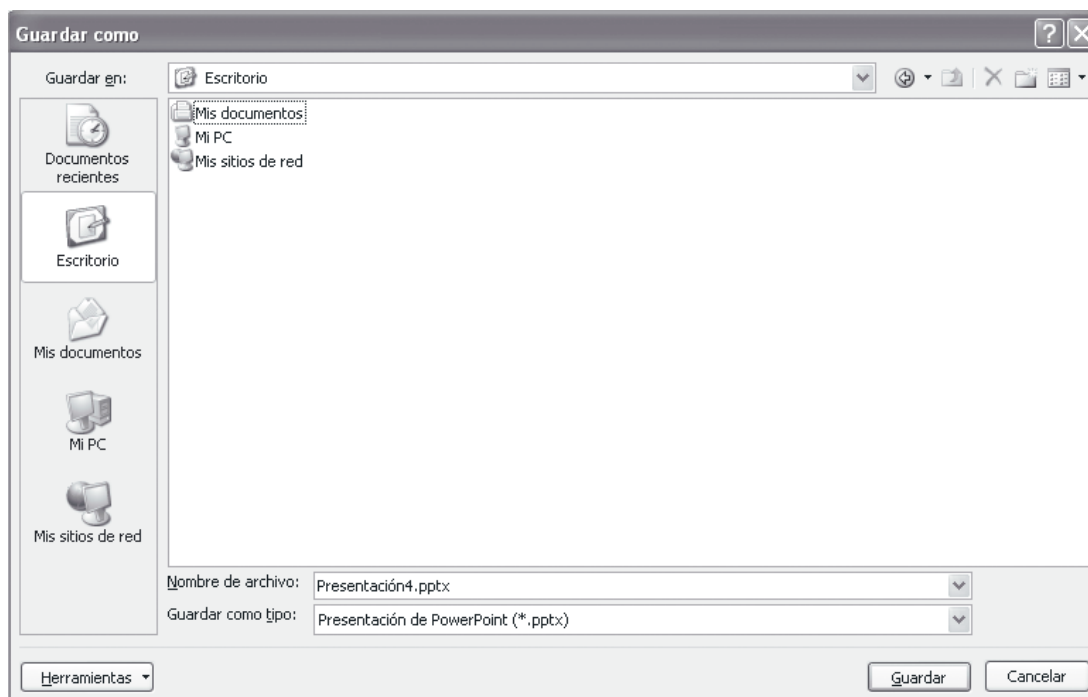 Guardar como
Guardar en:
Escritorio
Documentos
recientes
Escritorio
Mis documentos
Mi PC
Mis sitios de red
Mis documentos
Mi PC
Mis sitios de red
Nombre de archivo:
Presentación4.pptx
Guardar como tipo:
Presentación de PowerPoint (*.pptx)
Herramientas
Guardar
Cancelar